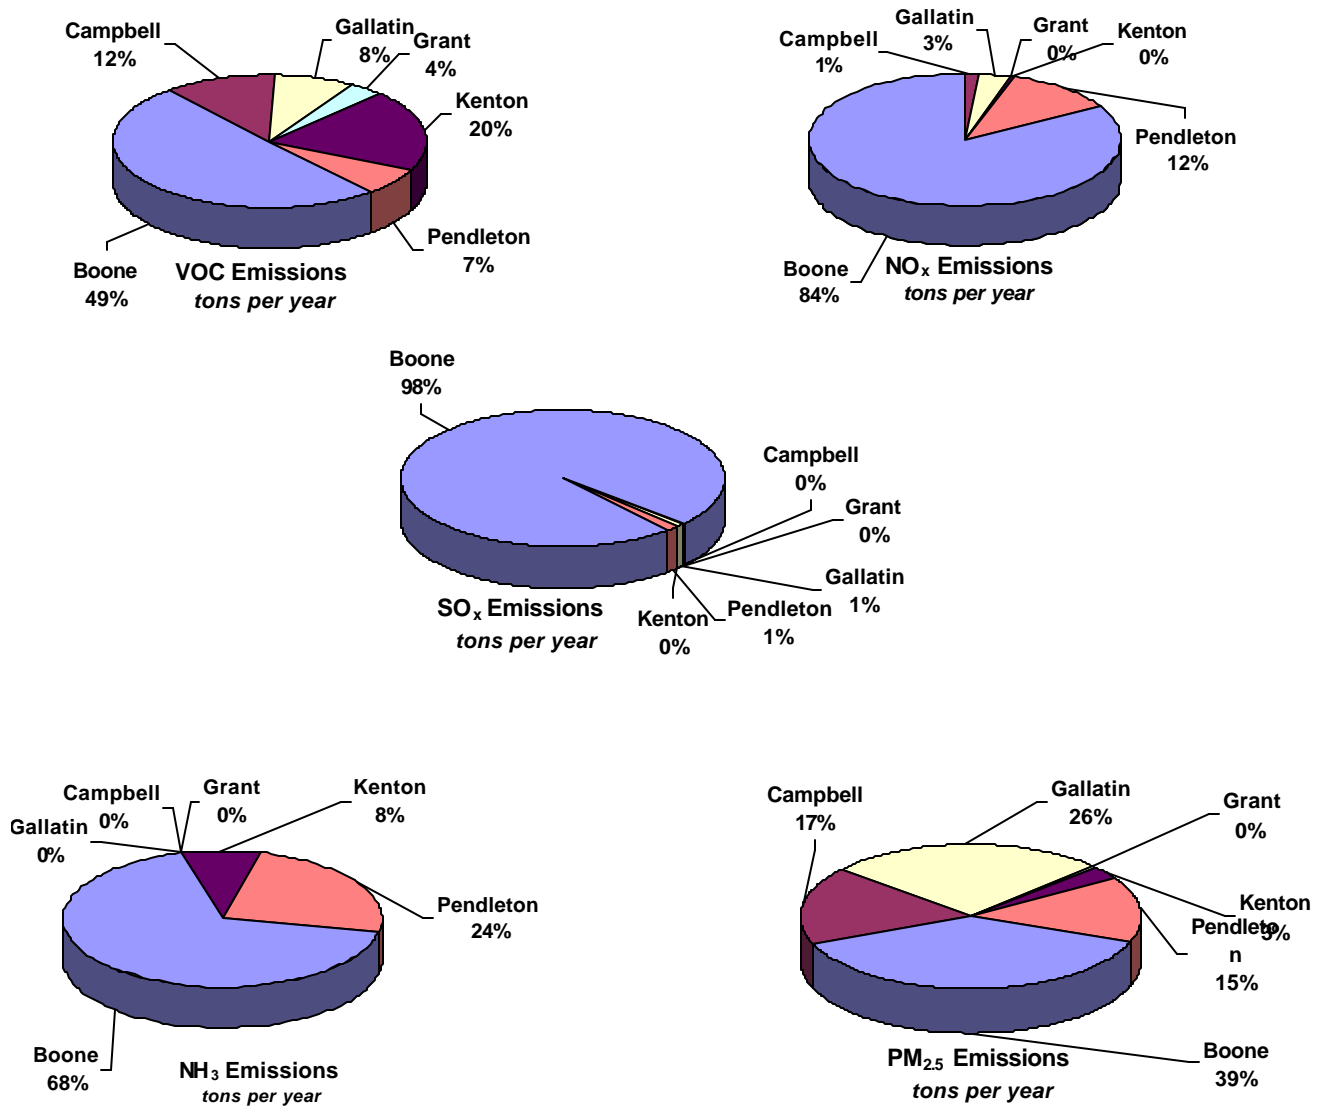 Campbell
12%
Gallatin
8%
Grant
4%
Kenton
20%
Pendleton
7%
Boone
49%
VOC Emissions
tons per year
Campbell
1%
Gallatin
3%
Grant
0%
Kenton
0%
Pendleton
12%
Boone
84%
NOx Emissions
tons per year
Boone
98%
Campbell
0%
Grant
0%
Gallatin
1%
Pendleton
1%
Kenton
0%
SOx Emissions
tons per year
Gallatin
0%
Campbell
0%
Grant
0%
Kenton
8%
Pendleton
24%
Boone
68%
NH3 Emissions
tons per year
Campbell
17%
Gallatin
26%
Grant
0%
Kenton
3%
Pendleto
n
15%
Boone
39%
PM2.5 Emissions
tons per year